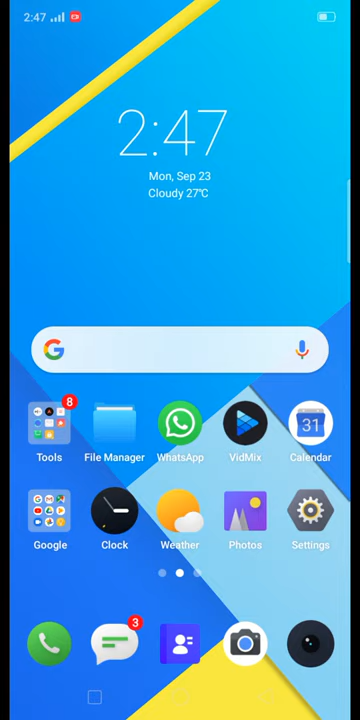 2:47
2:47
Mon, Sep 23
Cloudy 27℃
G
8
31
Tools
File Manager
WhatsApp
VidMix
Calendar
Google
Clock
Weather
Photos
Settings
3